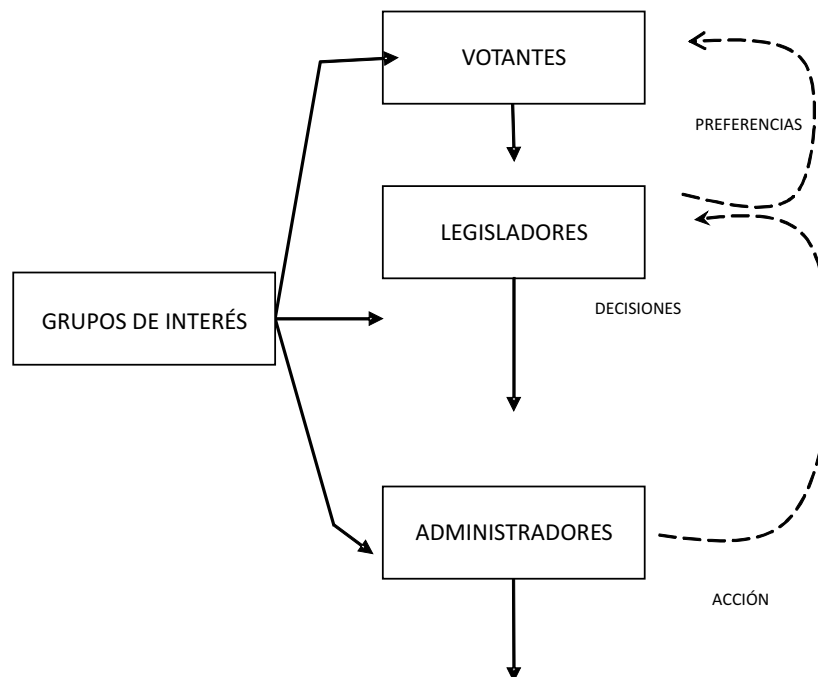 VOTANTES
PREFERENCIAS
LEGISLADORES
GRUPOS DE INTERÉS
DECISIONES
ADMINISTRADORES
ACCIÓN